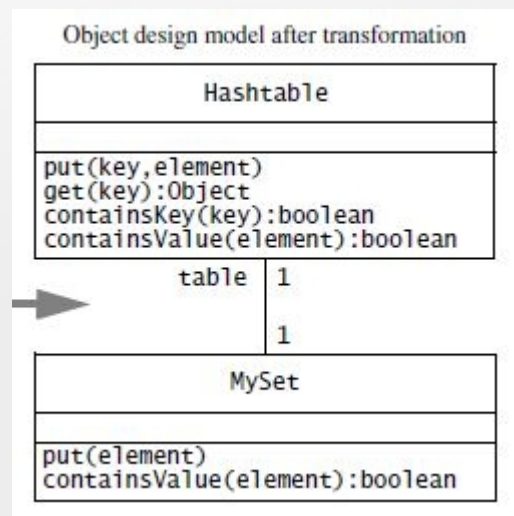 Object design model after transformation
Hashtable
put(key,element)
get(key):Object
containsKey(key):boolean
containsValue(element):boolean
table 1
1
MySet
put(element)
containsValue(element):boolean